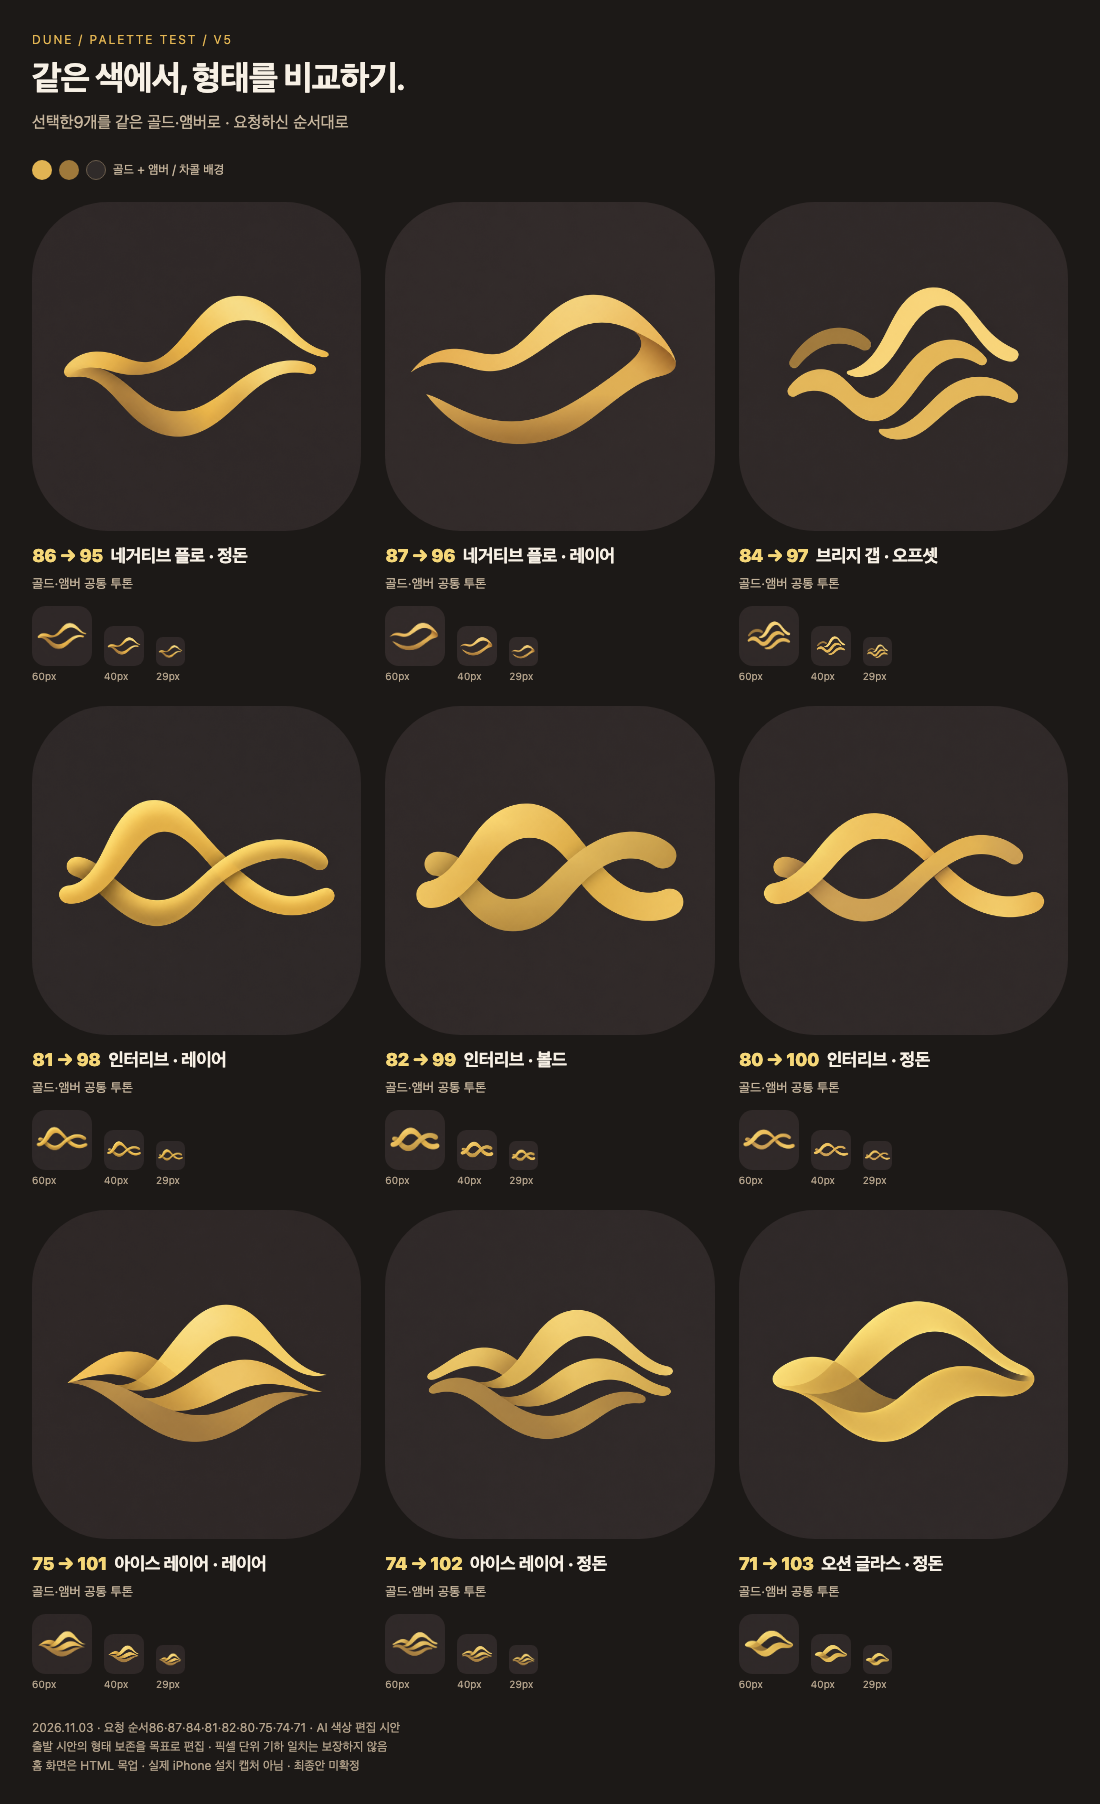 DUNE / PALETTE TEST / V5
같은 색에서, 형태를 비교하기.
선택한9개를 같은 골드·앰버로 · 요청하신 순서대로
골드 + 앰버 / 차콜 배경
86 → 95 네거티브 플로 · 정돈
골드·앰버 공통 투톤
60px 40px 29px
87 → 96 네거티브 플로 · 레이어
골드·앰버 공통 투톤
60px 40px 29px
84 → 97 브리지 갭 · 오프셋
골드·앰버 공통 투톤
60px 40px 29px
81 → 98 인터리브 · 레이어
골드·앰버 공통 투톤
60px 40px 29px
82 → 99 인터리브 · 볼드
골드·앰버 공통 투톤
60px 40px 29px
80 → 100 인터리브 · 정돈
골드·앰버 공통 투톤
60px 40px 29px
75 → 101 아이스 레이어 · 레이어
골드·앰버 공통 투톤
60px 40px 29px
74 → 102 아이스 레이어 · 정돈
골드·앰버 공통 투톤
60px 40px 29px
71 → 103 오션 글라스 · 정돈
골드·앰버 공통 투톤
60px 40px 29px
2026.11.03 · 요청 순서86·87·84·81·82·80·75·74·71 · AI 색상 편집 시안
출발 시안의 형태 보존을 목표로 편집 · 픽셀 단위 기하 일치는 보장하지 않음
홈 화면은 HTML 목업 · 실제 iPhone 설치 캡처 아님 · 최종안 미확정